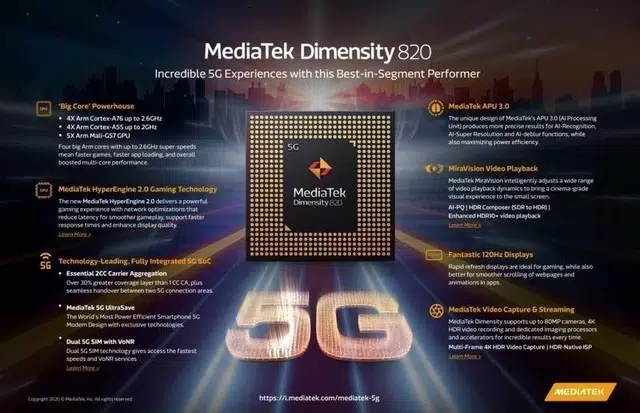 MediaTek Dimensity 820
Incredible 5G Experiences with this Best-in-Segment Performer
CPU
'Big Core' Powerhouse
• 4X Arm Cortex-A76 up to 2.6GHz
• 4X Arm Cortex-A55 up to 2GHz
• 5X Arm Mali-G57 GPU
Four big Arm cores with up to 2.6GHz super-speeds
mean faster games, faster app loading, and overall
boosted multi-core performance.
GPU
MediaTek HyperEngine 2.0 Gaming Technology
The new MediaTek HyperEngine 2.0 delivers a powerful
gaming experience with network optimizations that
reduce latency for smoother gameplay, support faster
response times and enhance display quality.
Learn More >
5G
Technology-Leading, Fully Integrated 5G SoC
• Essential 2CC Carrier Aggregation
Over 30% greater coverage layer than 1CC CA, plus
seamless handover between two 5G connection areas.
• MediaTek 5G UltraSave
The World's Most Power Efficient Smartphone 5G
Modem Design with exclusive technologies.
• Dual 5G SIM with VoNR
Dual 5G SIM technology gives access the fastest
speeds and VoNR services
5G
MediaTek
Dimensity 820
5G
MediaTek APU 3.0
The unique design of MediaTek's APU 3.0 (AI Processing
Unit) produces more precise results for AI-Recognition,
AI-Super Resolution and AI-deblur functions, while
also maximizing power efficiency.
MiraVision Video Playback
MediaTek MiraVision intelligently adjusts a wide range
of video playback dynamics to bring a cinema-grade
visual experience to the small screen.
AI-PQ | HDR Composer (SDR to HDR) |
Enhanced HDR10+ video playback
Learn More >
Fantastic 120Hz Displays
Rapid refresh displays are ideal for gaming, while also
better for smoother scrolling of webpages and
animations in apps.
MediaTek Video Capture & Streaming
MediaTek Dimensity supports up to 80MP cameras, 4K
HDR video recording and dedicated imaging processors
and accelerators for incredible results every time.
Multi-Frame 4K HDR Video Capture | HDR-Native ISP
Learn More >
Copyright 2020 © MediaTek, Inc. All rights reserved.
https://i.mediatek.com/mediatek-5g
MEDIATEK